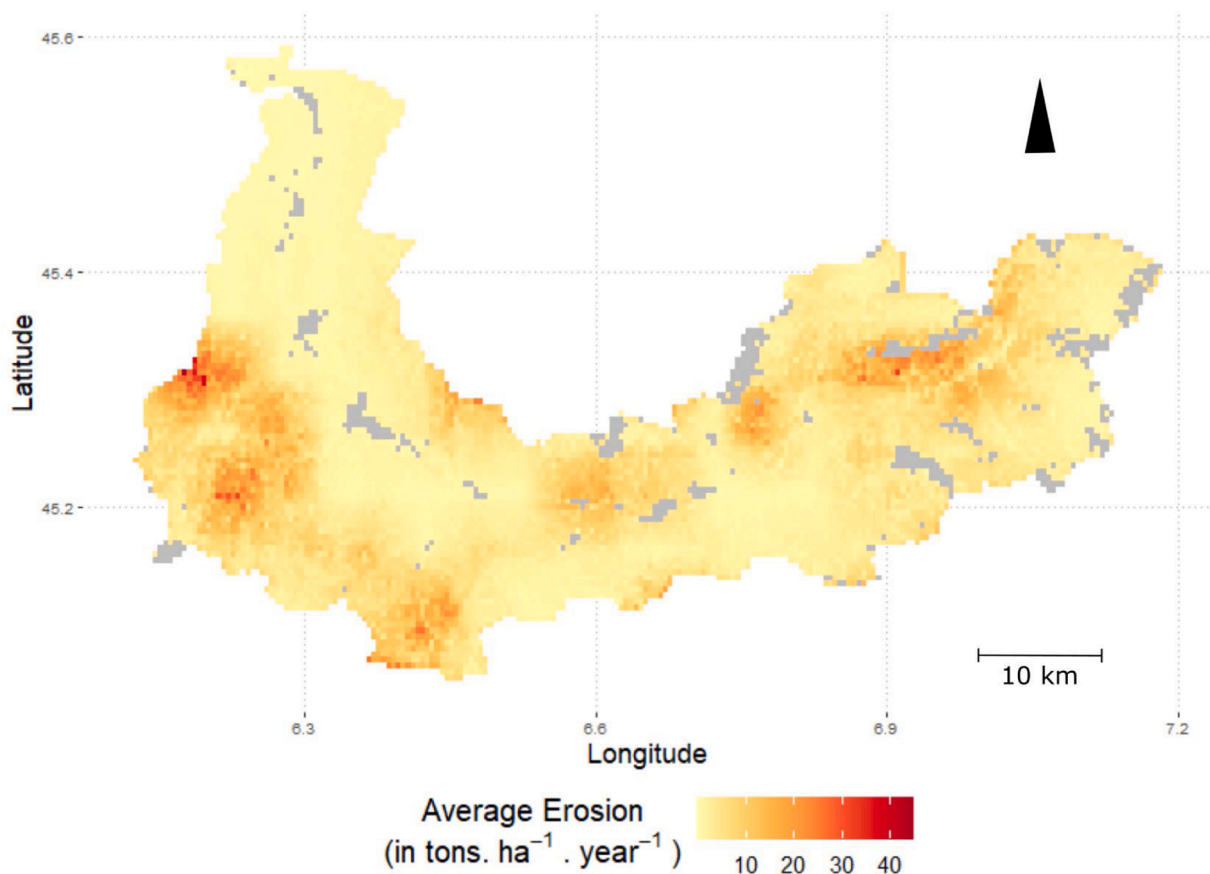 45.6
45.4
45.2
Latitude
10 km
6.3 6.6 6.9 7.2
Longitude
Average Erosion
(in tons. ha⁻¹ . year⁻¹ )
10 20 30 40